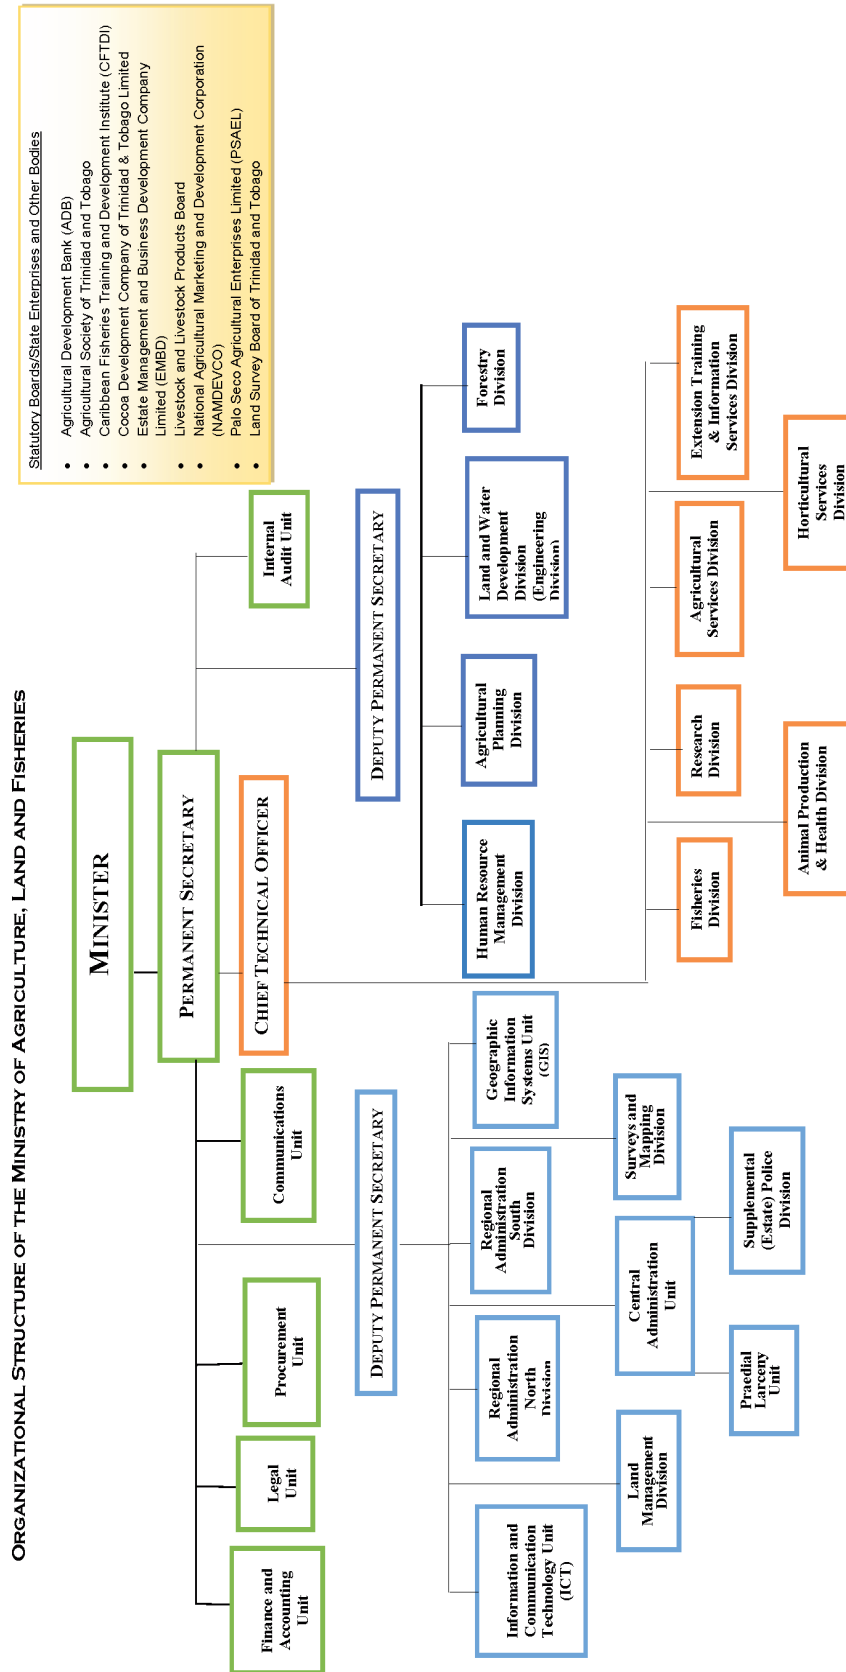 ORGANIZATIONAL STRUCTURE OF THE MINISTRY OF AGRICULTURE, LAND AND FISHERIES
Statutory Boards/State Enterprises and Other Bodies
• Agricultural Development Bank (ADB)
• Agricultural Society of Trinidad and Tobago
• Caribbean Fisheries Training and Development Institute (CFTDI)
• Cocoa Development Company of Trinidad & Tobago Limited
• Estate Management and Business Development Company
Limited (EMBD)
• Livestock and Livestock Products Board
• National Agricultural Marketing and Development Corporation
(NAMDEVCO)
• Palo Seco Agricultural Enterprises Limited (PSAEL)
• Land Survey Board of Trinidad and Tobago
MINISTER
PERMANENT SECRETARY
CHIEF TECHNICAL OFFICER
Finance and
Accounting
Unit
Legal
Unit
Procurement
Unit
Communications
Unit
Internal
Audit Unit
DEPUTY PERMANENT SECRETARY
DEPUTY PERMANENT SECRETARY
Information and
Communication
Technology Unit
(ICT)
Regional
Administration
North
Division
Regional
Administration
South
Division
Geographic
Information
Systems Unit
(GIS)
Human Resource
Management
Division
Agricultural
Planning
Division
Land and Water
Development
Division
(Engineering
Division)
Forestry
Division
Land
Management
Division
Central
Administration
Unit
Surveys and
Mapping
Division
Fisheries
Division
Research
Division
Agricultural
Services Division
Extension Training
& Information
Services Division
Praedial
Larceny
Unit
Supplemental
(Estate) Police
Division
Animal Production
& Health Division
Horticultural
Services
Division